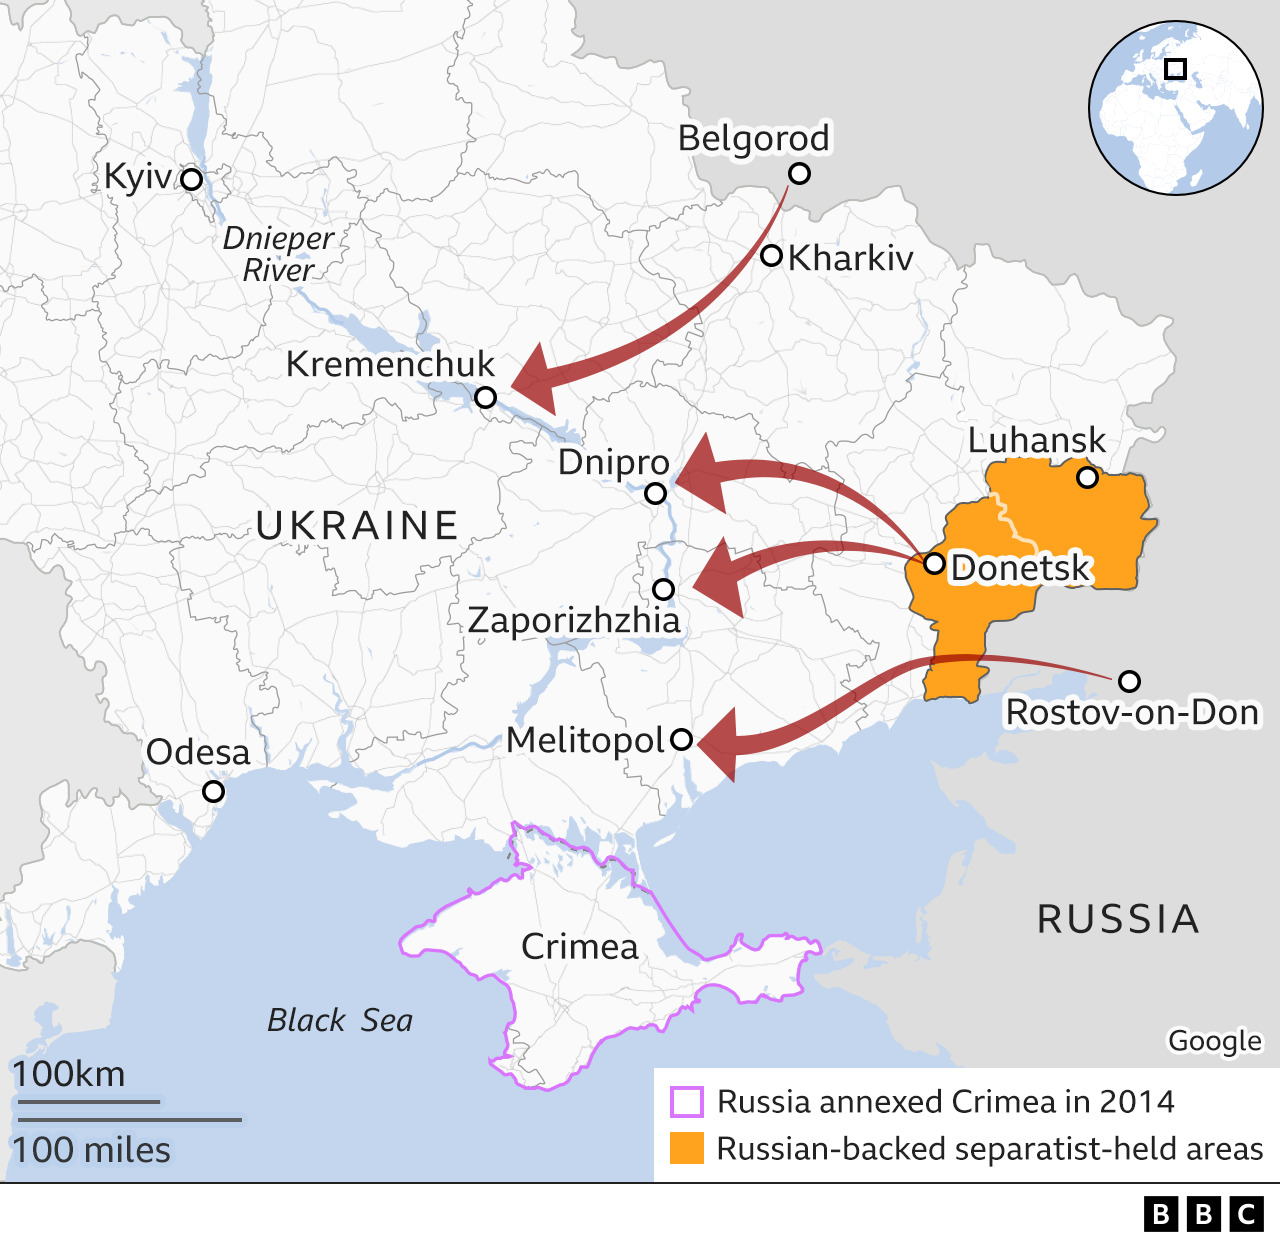 Belgorod
Kyiv
Dnieper
River
Kharkiv
Kremenchuk
Luhansk
Dnipro
UKRAINE
Donetsk
Zaporizhzhia
Rostov-on-Don
Melitopol
Odesa
RUSSIA
Crimea
Black Sea
Google
100km
100 miles
Russia annexed Crimea in 2014
Russian-backed separatist-held areas
BBC